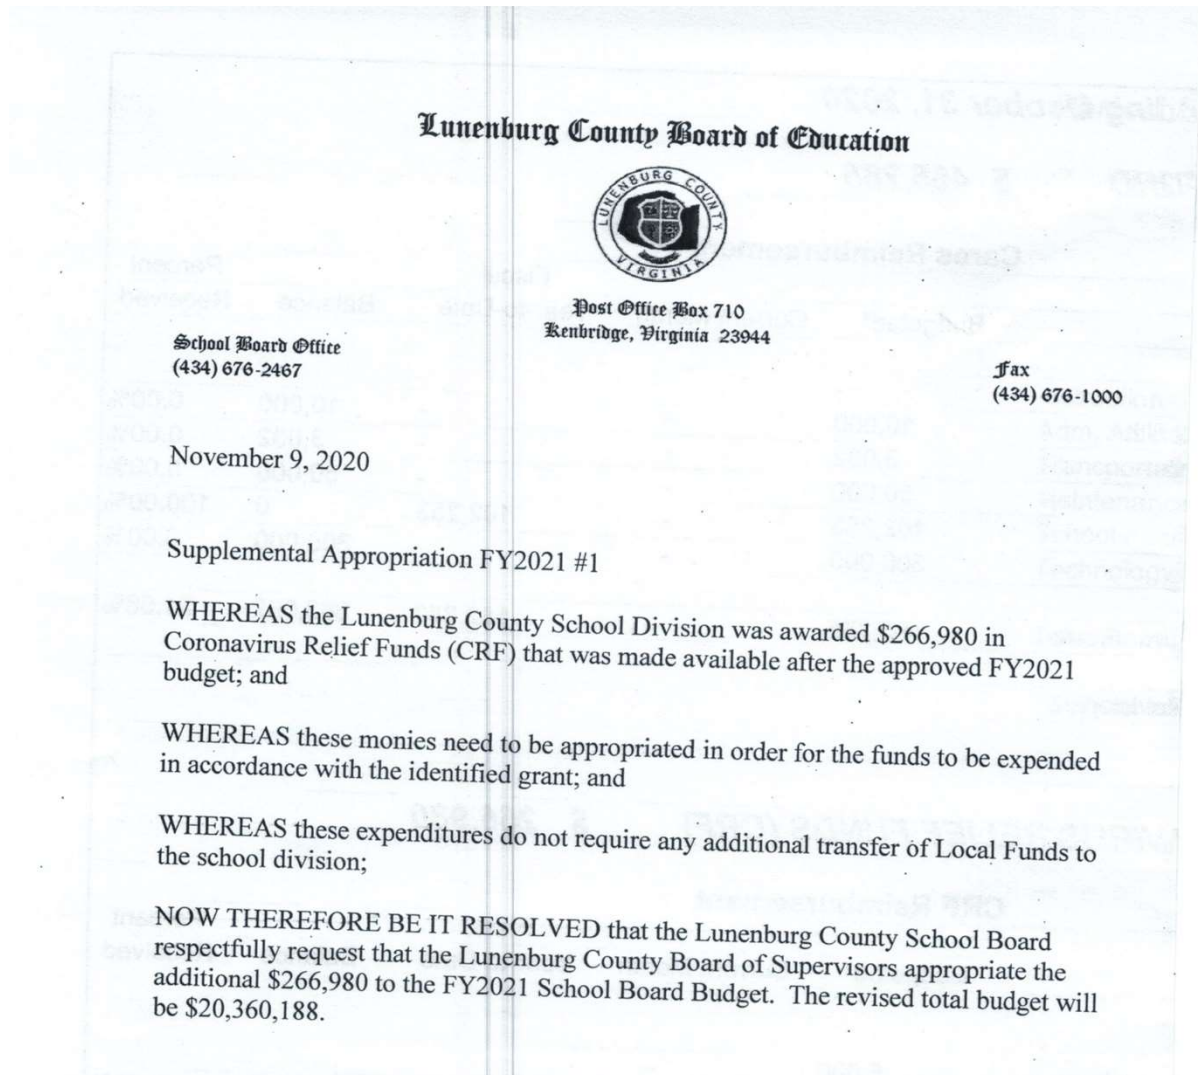 Lunenburg County Board of Education
LUNENBURG COUNTY
VIRGINIA
Post Office Box 710
Kenbridge, Virginia 23944
School Board Office
(434) 676-2467
Fax
(434) 676-1000
November 9, 2020
Supplemental Appropriation FY2021 #1
WHEREAS the Lunenburg County School Division was awarded $266,980 in
Coronavirus Relief Funds (CRF) that was made available after the approved FY2021
budget; and
WHEREAS these monies need to be appropriated in order for the funds to be expended
in accordance with the identified grant; and
WHEREAS these expenditures do not require any additional transfer of Local Funds to
the school division;
NOW THEREFORE BE IT RESOLVED that the Lunenburg County School Board
respectfully request that the Lunenburg County Board of Supervisors appropriate the
additional $266,980 to the FY2021 School Board Budget. The revised total budget will
be $20,360,188.